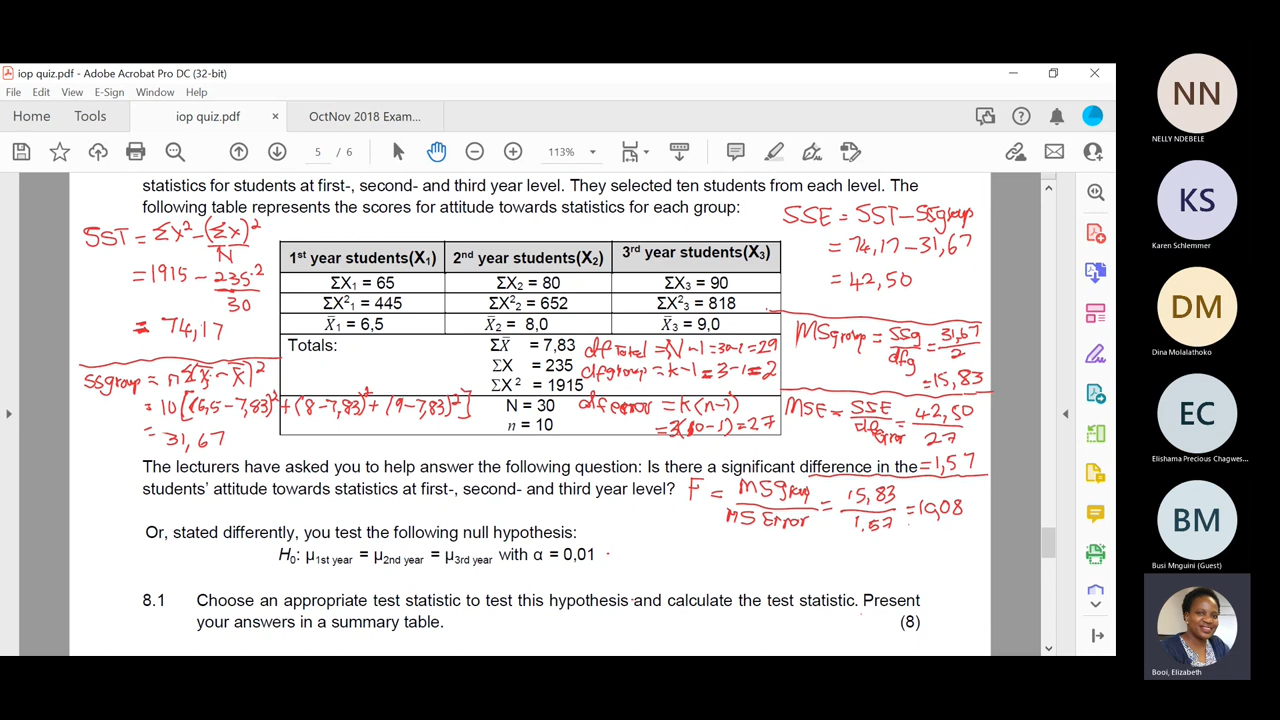 iop quiz.pdf - Adobe Acrobat Pro DC (32-bit)
File Edit View E-Sign Window Help
Home Tools iop quiz.pdf × OctNov 2018 Exam...
5 / 6 113%
statistics for students at first-, second- and third year level. They selected ten students from each level. The
following table represents the scores for attitude towards statistics for each group:
SST = Σx² - (Σx)²
N
= 1915 - 235²
30
= 74,17
SSgroup = n Σ(x̄ - x̄)²
= 10[(6,5-7,83)² + (8-7,83)² + (9-7,83)²]
= 31,67
1st year students(X1) 2nd year students(X2) 3rd year students(X3)
ΣX1 = 65 ΣX2 = 80 ΣX3 = 90
ΣX²1 = 445 ΣX²2 = 652 ΣX²3 = 818
X̄1 = 6,5 X̄2 = 8,0 X̄3 = 9,0
Totals: ΣX̄ = 7,83
ΣX = 235
ΣX² = 1915
N = 30
n = 10
df Total = N-1 = 30-1 = 29
dfgroup = k-1 = 3-1 = 2
df error = k(n-1)
= 3(10-1) = 27
SSE = SST - SSgroup
= 74,17 - 31,67
= 42,50
MSgroup = SSg = 31,67
dfg 2
= 15,83
MSE = SSE = 42,50
dfError 27
= 1,57
The lecturers have asked you to help answer the following question: Is there a significant difference in the
students' attitude towards statistics at first-, second- and third year level?
F = MSgroup = 15,83 = 10,08
MS Error 1,57
Or, stated differently, you test the following null hypothesis:
H0: μ1st year = μ2nd year = μ3rd year with α = 0,01
8.1 Choose an appropriate test statistic to test this hypothesis and calculate the test statistic. Present
your answers in a summary table. (8)
NN
NELLY NDEBELE
KS
Karen Schlemmer
DM
Dina Molalathoko
EC
Elishama Precious Chagwes...
BM
Busi Mnguini (Guest)
Booi, Elizabeth